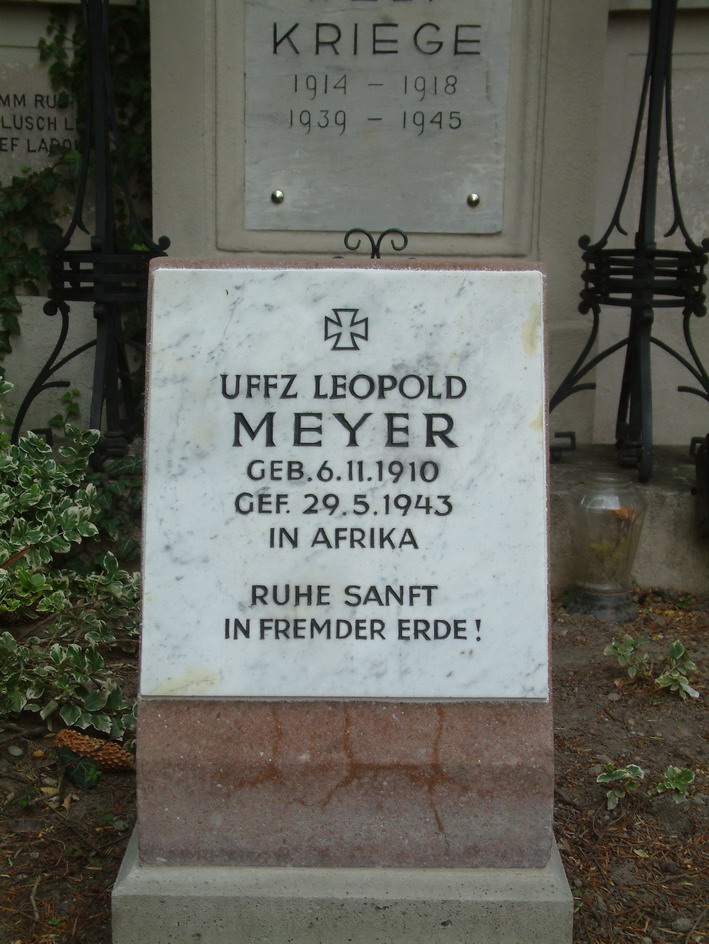 KRIEGE
1914 – 1918
1939 – 1945
UFFZ LEOPOLD
MEYER
GEB. 6.11.1910
GEF. 29.5.1943
IN AFRIKA
RUHE SANFT
IN FREMDER ERDE!